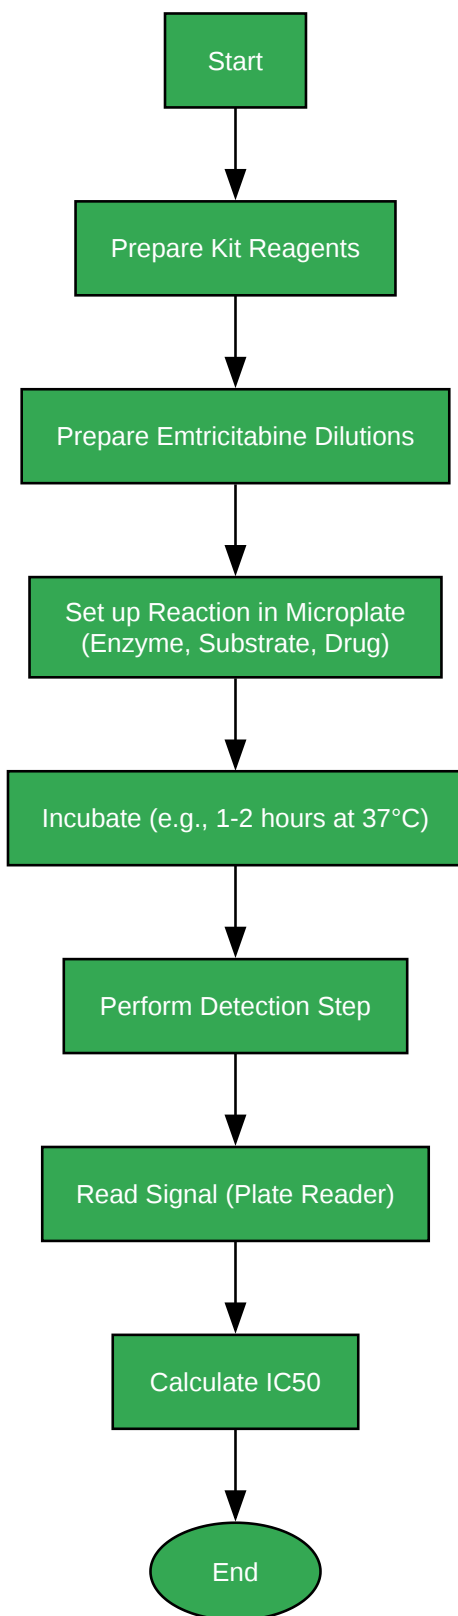 Start
Prepare Kit Reagents
Prepare Emtricitabine Dilutions
Set up Reaction in Microplate
(Enzyme, Substrate, Drug)
Incubate (e.g., 1-2 hours at 37°C)
Perform Detection Step
Read Signal (Plate Reader)
Calculate IC50
End